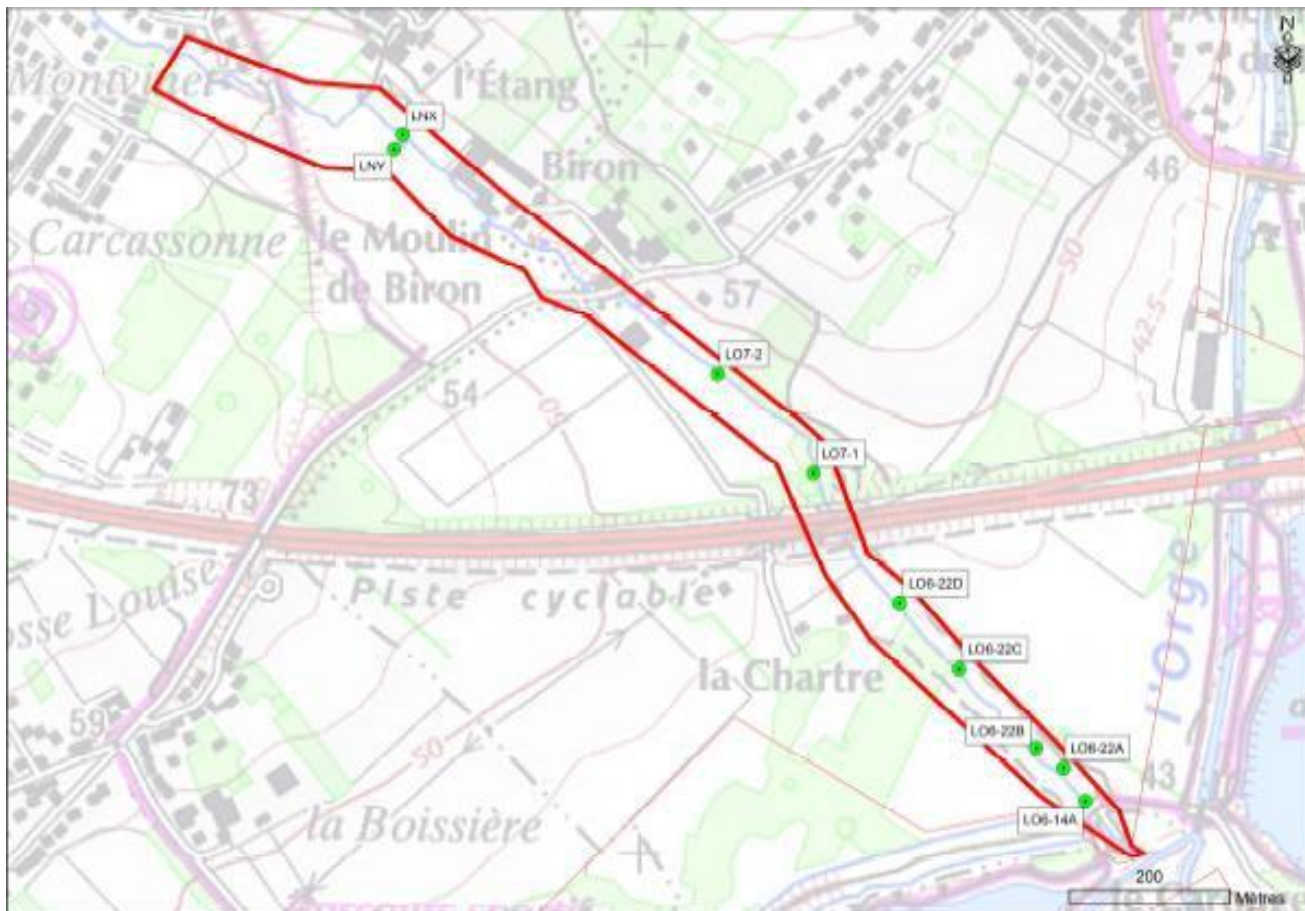 N
Montvinet
l'Étang
LNX
LNY
Biron
46
Carcassonne
le Moulin
de Biron
50
57
42.5
LO7-2
54
50
LO7-1
73
Piste cyclable
LO6-22D
l'Orge
LO6-22C
la Chartre
59
50
LO6-22B
LO6-22A
43
LO6-14A
la Boissière
200
Mètres